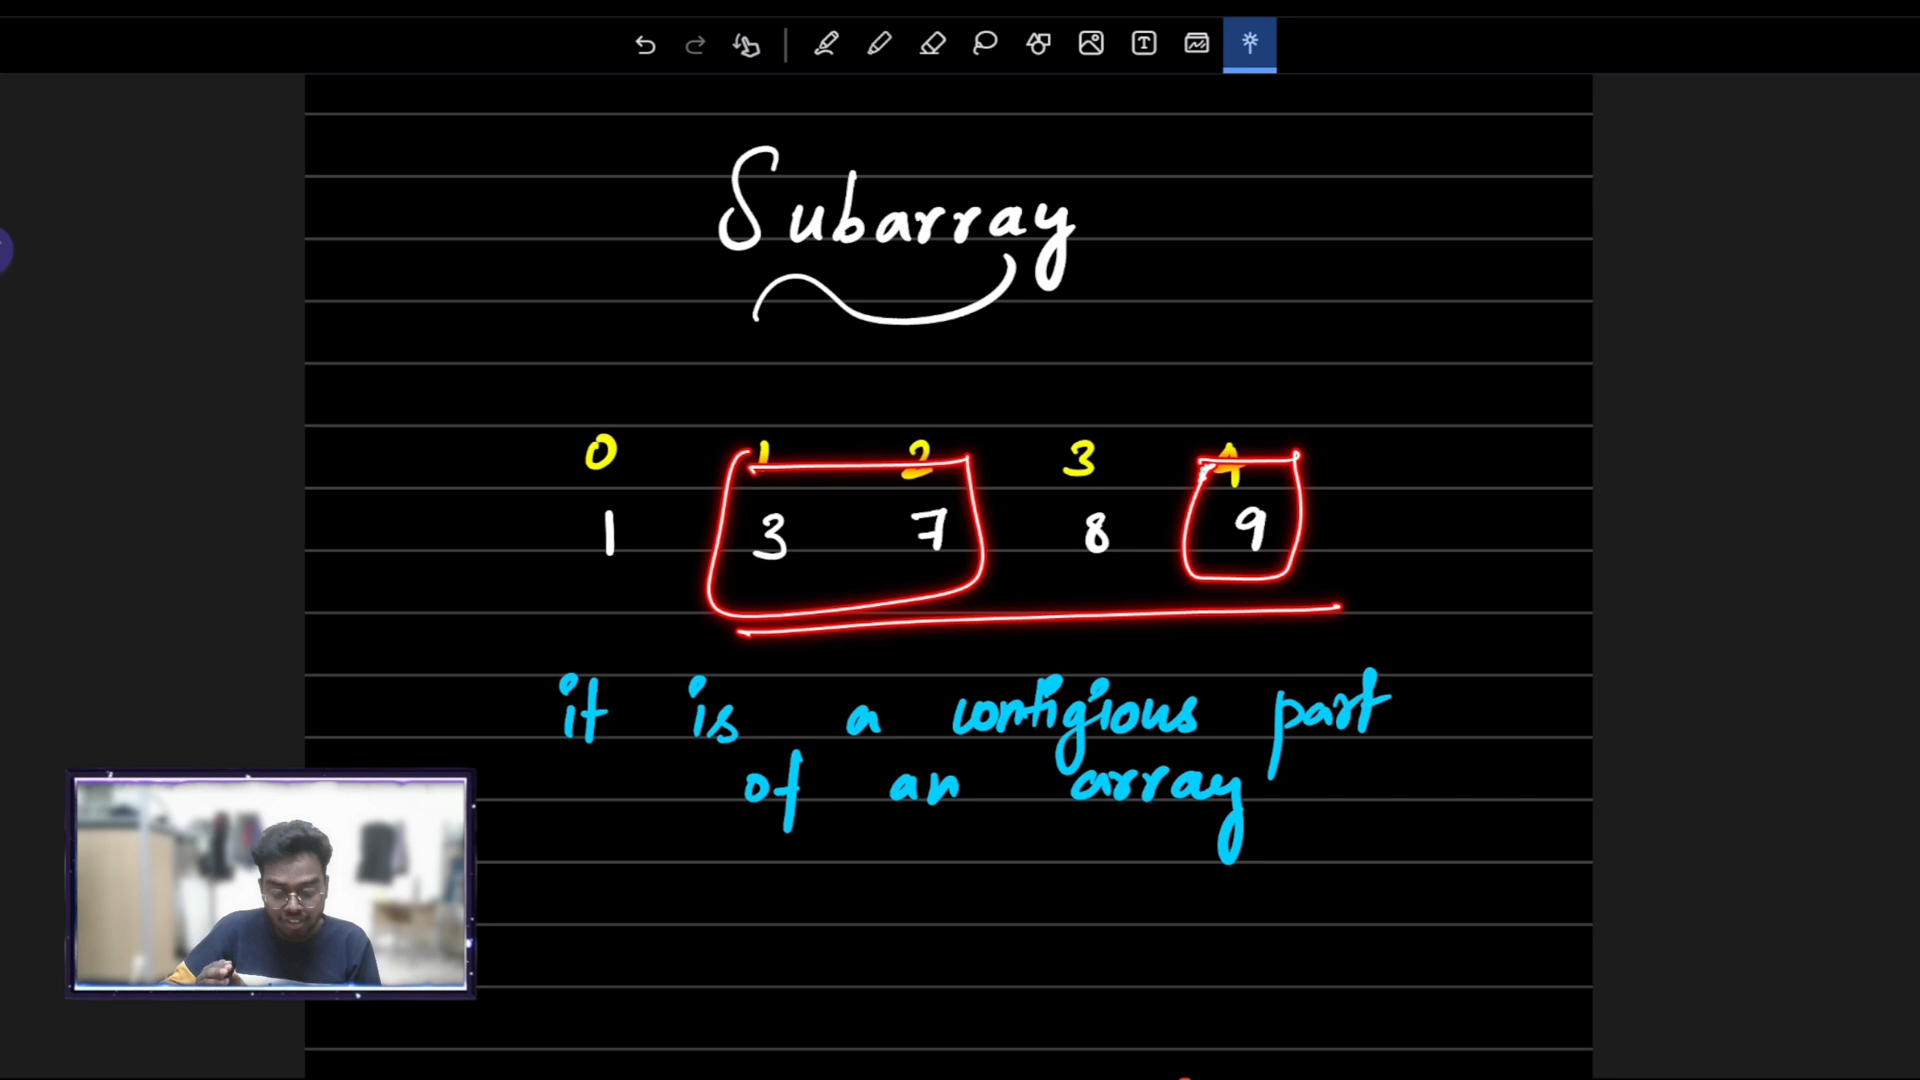 Subarray
0 1 2 3 4
1 3 7 8 9
it is a contigious part
of an array